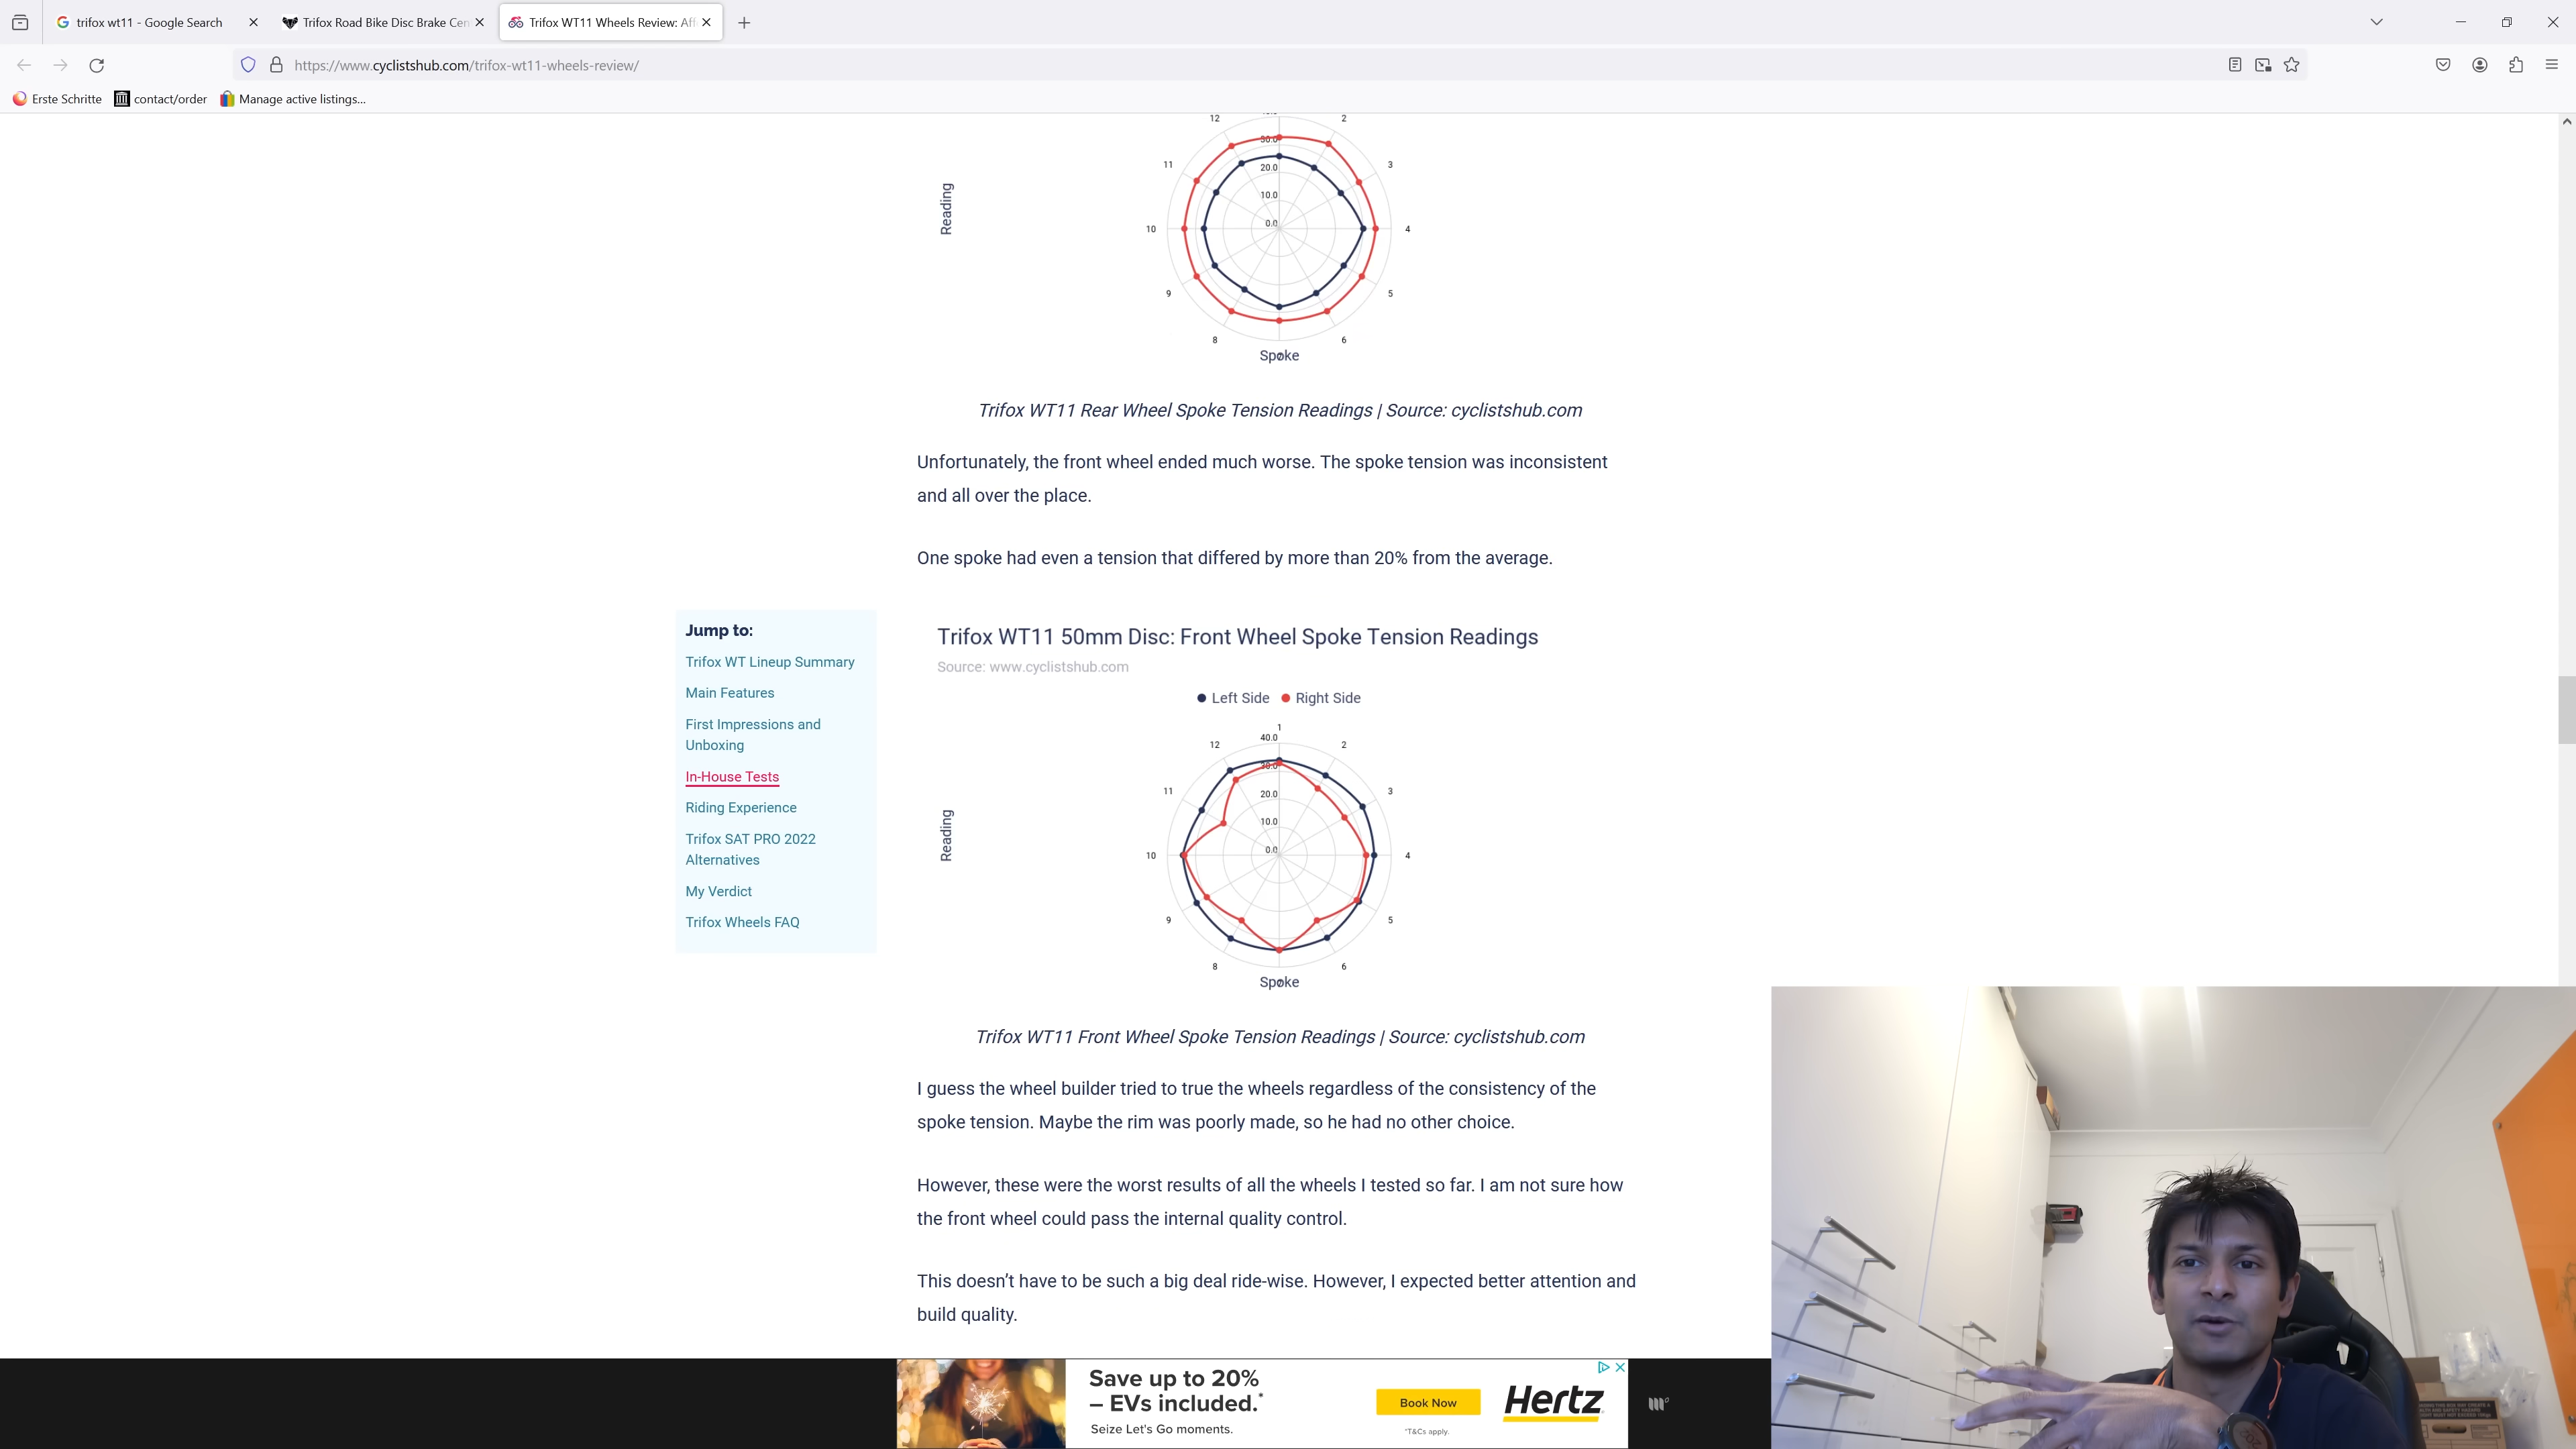 trifox wt11 - Google Search
Trifox Road Bike Disc Brake Cen
Trifox WT11 Wheels Review: Aff
https://www.cyclistshub.com/trifox-wt11-wheels-review/
Erste Schritte
contact/order
Manage active listings...
12
2
30.0
11
3
20.0
Reading
10.0
0.0
10
4
9
5
8
6
Spoke
Trifox WT11 Rear Wheel Spoke Tension Readings | Source: cyclistshub.com
Unfortunately, the front wheel ended much worse. The spoke tension was inconsistent
and all over the place.
One spoke had even a tension that differed by more than 20% from the average.
Jump to:
Trifox WT Lineup Summary
Main Features
First Impressions and
Unboxing
In-House Tests
Riding Experience
Trifox SAT PRO 2022
Alternatives
My Verdict
Trifox Wheels FAQ
Trifox WT11 50mm Disc: Front Wheel Spoke Tension Readings
Source: www.cyclistshub.com
Left Side
Right Side
1
40.0
12
2
30.0
11
3
20.0
Reading
10.0
0.0
10
4
9
5
8
6
Spoke
Trifox WT11 Front Wheel Spoke Tension Readings | Source: cyclistshub.com
I guess the wheel builder tried to true the wheels regardless of the consistency of the
spoke tension. Maybe the rim was poorly made, so he had no other choice.
However, these were the worst results of all the wheels I tested so far. I am not sure how
the front wheel could pass the internal quality control.
This doesn't have to be such a big deal ride-wise. However, I expected better attention and
build quality.
Save up to 20%
– EVs included.*
Seize Let's Go moments.
Book Now
*T&Cs apply.
Hertz